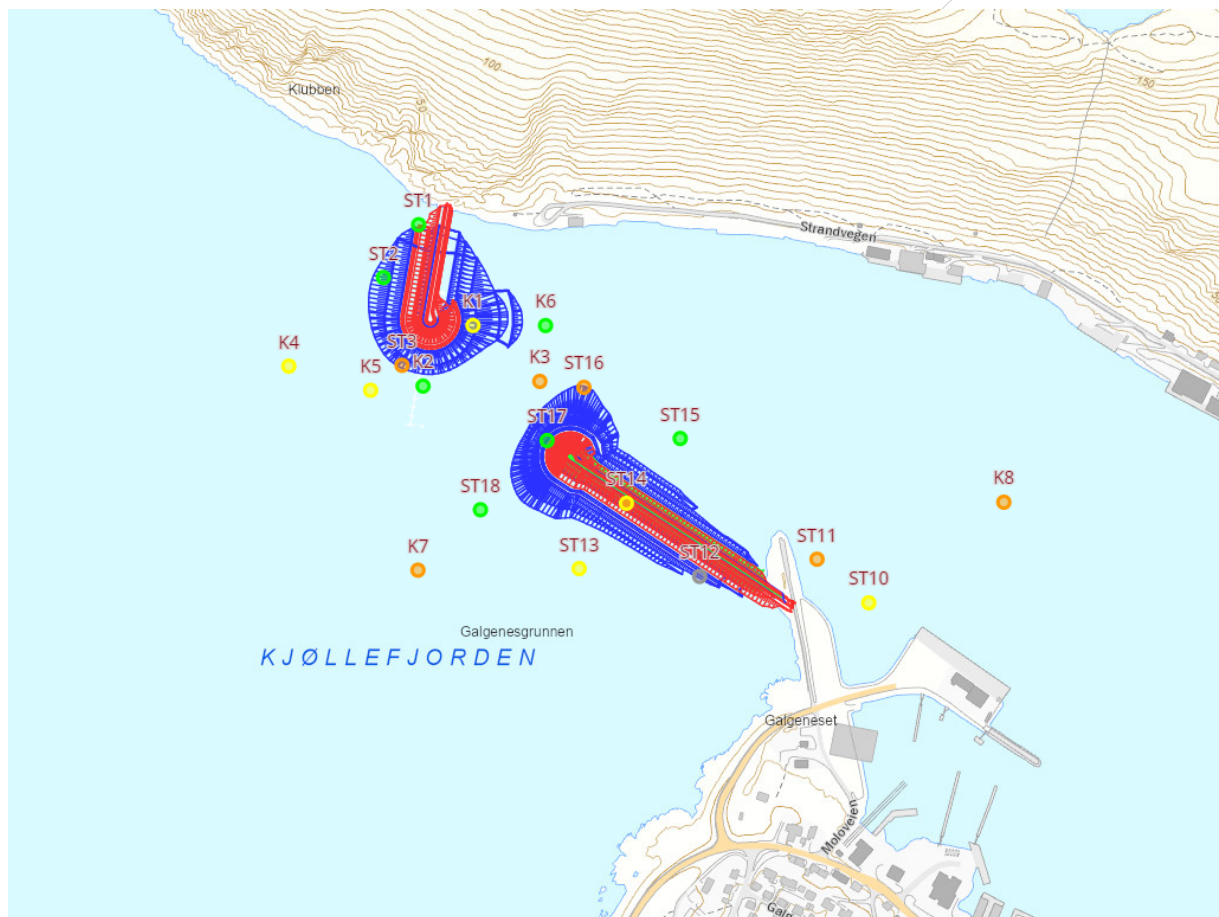 100
150
Klubben
50
ST1
Strandvegen
ST2
K1
K6
ST3
K4
K2
K5
K3
ST16
ST17
ST15
ST14
K8
ST18
ST11
K7
ST13
ST12
ST10
Galgenesgrunnen
KJØLLEFJORDEN
Galgeneset
Moloveien